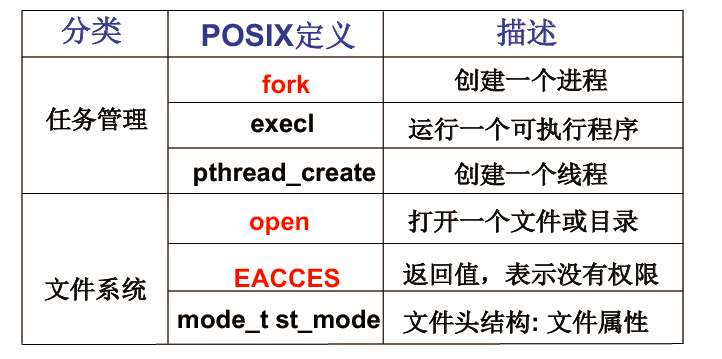 分类 POSIX定义 描述
任务管理 fork 创建一个进程
execl 运行一个可执行程序
pthread_create 创建一个线程
文件系统 open 打开一个文件或目录
EACCES 返回值，表示没有权限
mode_t st_mode 文件头结构: 文件属性